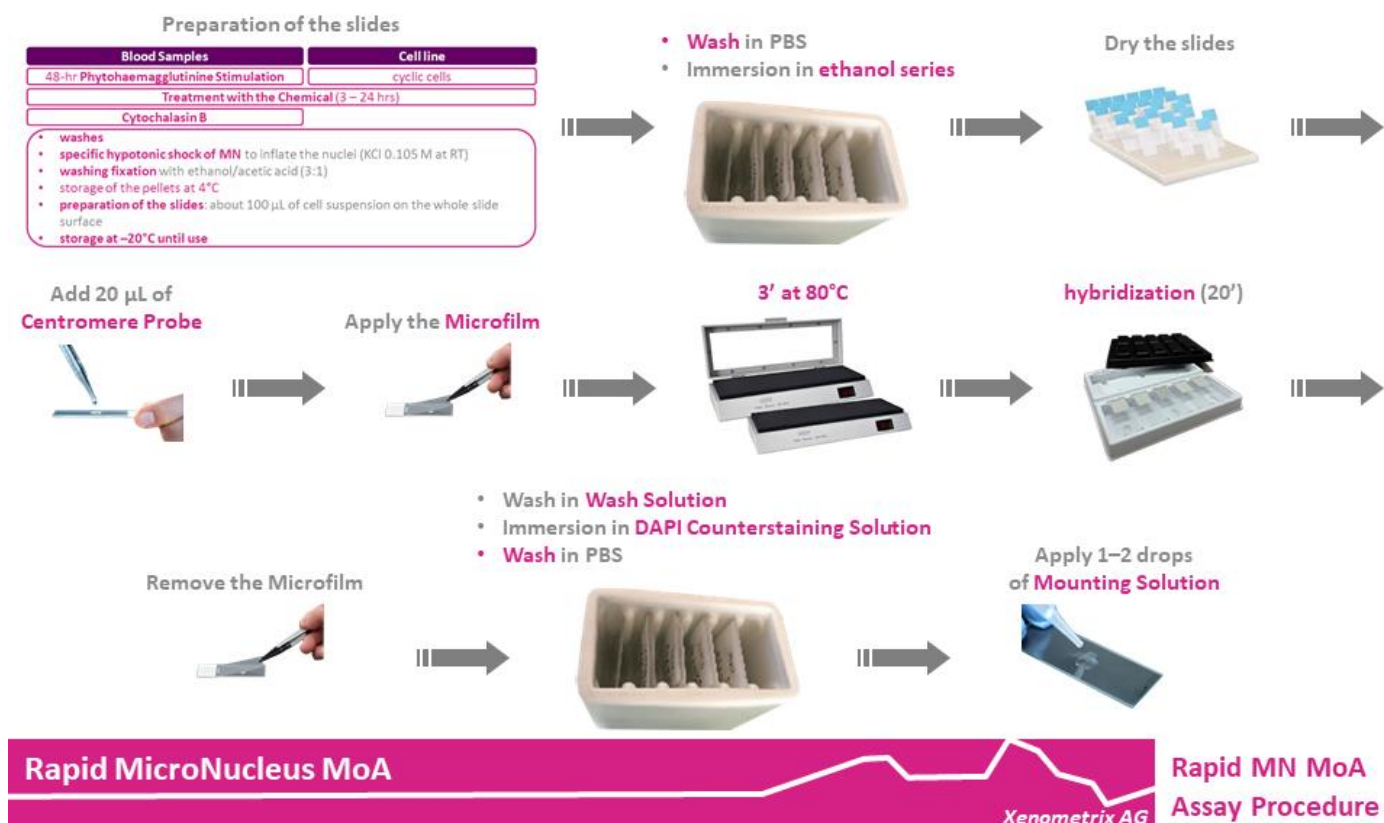 Preparation of the slides
Blood Samples
Cell line
48-hr Phytohaemagglutinine Stimulation
cyclic cells
Treatment with the Chemical (3 – 24 hrs)
Cytochalasin B
• washes
• specific hypotonic shock of MN to inflate the nuclei (KCl 0.105 M at RT)
• washing fixation with ethanol/acetic acid (3:1)
• storage of the pellets at 4°C
• preparation of the slides: about 100 µL of cell suspension on the whole slide
surface
• storage at –20°C until use
• Wash in PBS
• Immersion in ethanol series
Dry the slides
Add 20 µL of
Centromere Probe
Apply the Microfilm
3' at 80°C
hybridization (20')
Remove the Microfilm
• Wash in Wash Solution
• Immersion in DAPI Counterstaining Solution
• Wash in PBS
Apply 1–2 drops
of Mounting Solution
Rapid MicroNucleus MoA
Xenometrix AG
Rapid MN MoA
Assay Procedure